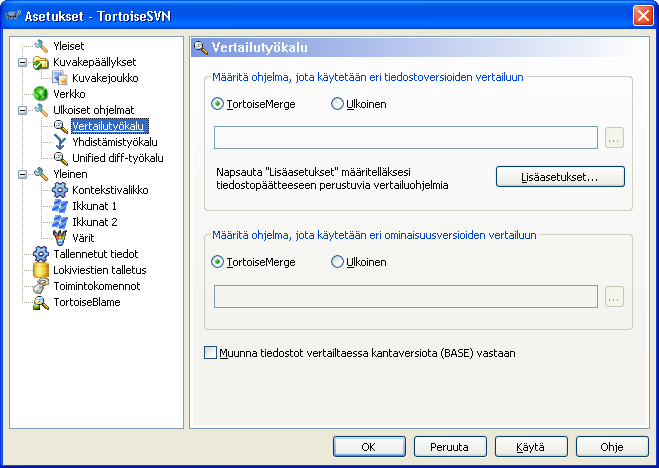 Asetukset - TortoiseSVN
Yleiset
Kuvakepäällykset
Kuvakejoukko
Verkko
Ulkoiset ohjelmat
Vertailutyökalu
Yhdistämistyökalu
Unified diff-työkalu
Yleinen
Kontekstivalikko
Ikkunat 1
Ikkunat 2
Värit
Tallennetut tiedot
Lokiviestien talletus
Toimintokomennot
TortoiseBlame
Vertailutyökalu
Määritä ohjelma, jota käytetään eri tiedostoversioiden vertailuun
TortoiseMerge Ulkoinen
...
Napsauta "Lisäasetukset" määritelläksesi
tiedostopäätteeseen perustuvia vertailuohjelmia
Lisäasetukset...
Määritä ohjelma, jota käytetään eri ominaisuusversioiden vertailuun
TortoiseMerge Ulkoinen
...
Muunna tiedostot vertailtaessa kantaversiota (BASE) vastaan
OK Peruuta Käytä Ohje